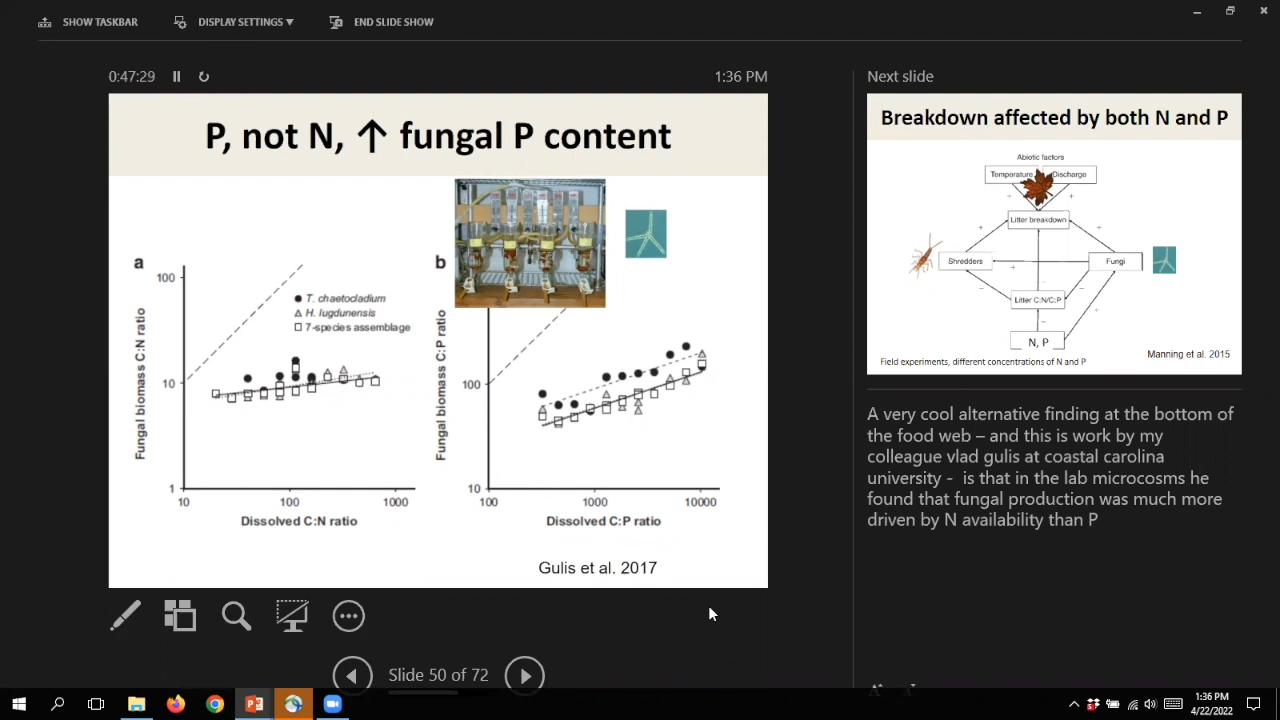 SHOW TASKBAR
DISPLAY SETTINGS ▼
END SLIDE SHOW
0:47:29
1:36 PM
P, not N, ↑ fungal P content
a
100
10
1
Fungal biomass C:N ratio
● T. chaetocladium
△ H. lugdunensis
□ 7-species assemblage
10
100
1000
Dissolved C:N ratio
b
100
10
Fungal biomass C:P ratio
100
1000
10000
Dissolved C:P ratio
Gulis et al. 2017
Slide 50 of 72
Next slide
Breakdown affected by both N and P
Abiotic factors
Temperature
Discharge
+
+
Litter breakdown
+
+
Shredders
Fungi
+
Litter C:N/C:P
+
N, P
Manning et al. 2015
Field experiments, different concentrations of N and P
A very cool alternative finding at the bottom of
the food web – and this is work by my
colleague vlad gulis at coastal carolina
university -  is that in the lab microcosms he
found that fungal production was much more
driven by N availability than P
1:36 PM
4/22/2022